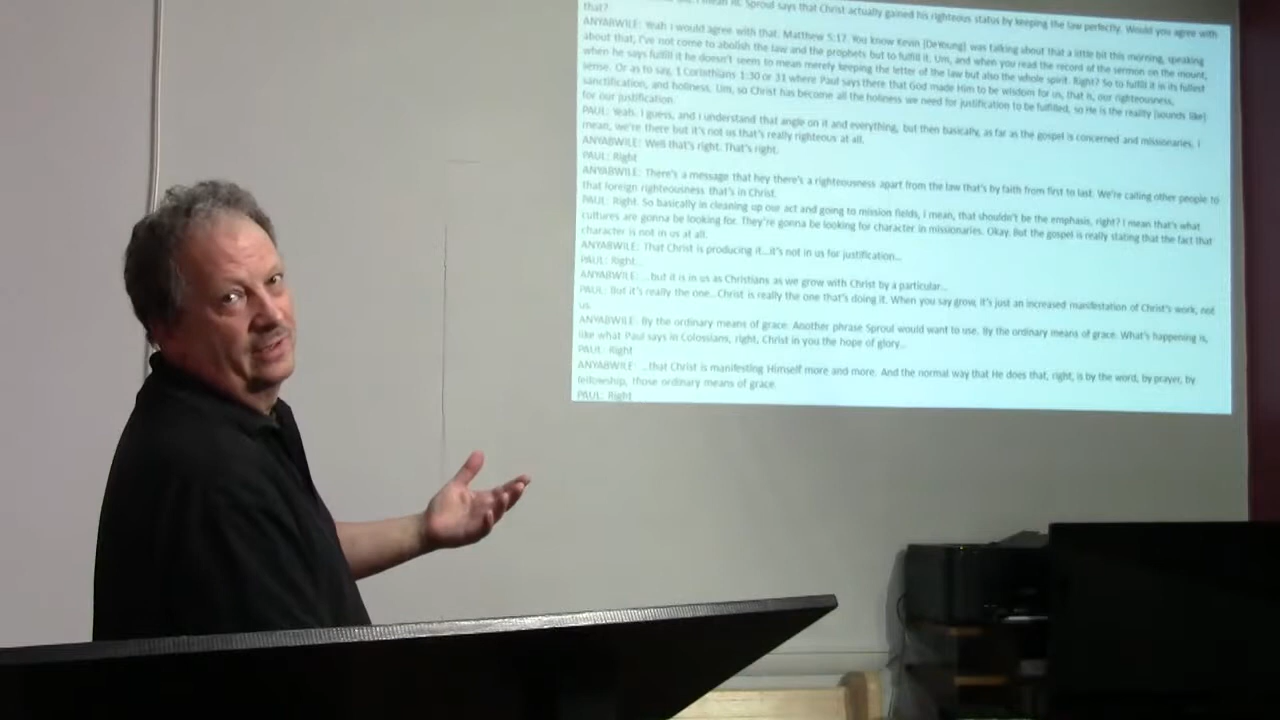 I mean R. Sproul says that Christ actually gained his righteous status by keeping the law perfectly. Would you agree with
that?
ANYABWILE: Yeah I would agree with that. Matthew 5:17. You know Kevin [DeYoung] was talking about that a little bit this morning, speaking
about that, I've not come to abolish the law and the prophets but to fulfill it. Um, and when you read the record of the sermon on the mount,
when he says fulfill it he doesn't seem to mean merely keeping the letter of the law but also the whole spirit. Right? So to fulfill it in its fullest
sense. Or as to say, 1 Corinthians 1:30 or 31 where Paul says there that God made Him to be wisdom for us, that is, our righteousness,
sanctification, and holiness. Um, so Christ has become all the holiness we need for justification to be fulfilled, so He is the reality [sounds like]
for our justification.
PAUL: Yeah. I guess, and I understand that angle on it and everything, but then basically, as far as the gospel is concerned and missionaries, I
mean, we're there but it's not us that's really righteous at all.
ANYABWILE: Well that's right. That's right.
PAUL: Right
ANYABWILE: There's a message that hey there's a righteousness apart from the law that's by faith from first to last. We're calling other people to
that foreign righteousness that's in Christ.
PAUL: Right. So basically in cleaning up our act and going to mission fields, I mean, that shouldn't be the emphasis, right? I mean that's what
cultures are gonna be looking for. They're gonna be looking for character in missionaries. Okay. But the gospel is really stating that the fact that
character is not in us at all.
ANYABWILE: That Christ is producing it...it's not in us for justification...
PAUL: Right.
ANYABWILE: ...but it is in us as Christians as we grow with Christ by a particular...
PAUL: But it's really the one...Christ is really the one that's doing it. When you say grow, it's just an increased manifestation of Christ's work, not
us.
ANYABWILE: By the ordinary means of grace. Another phrase Sproul would want to use. By the ordinary means of grace. What's happening is,
like what Paul says in Colossians, right, Christ in you the hope of glory...
PAUL: Right
ANYABWILE: ...that Christ is manifesting Himself more and more. And the normal way that He does that, right, is by the word, by prayer, by
fellowship, those ordinary means of grace.
PAUL: Right